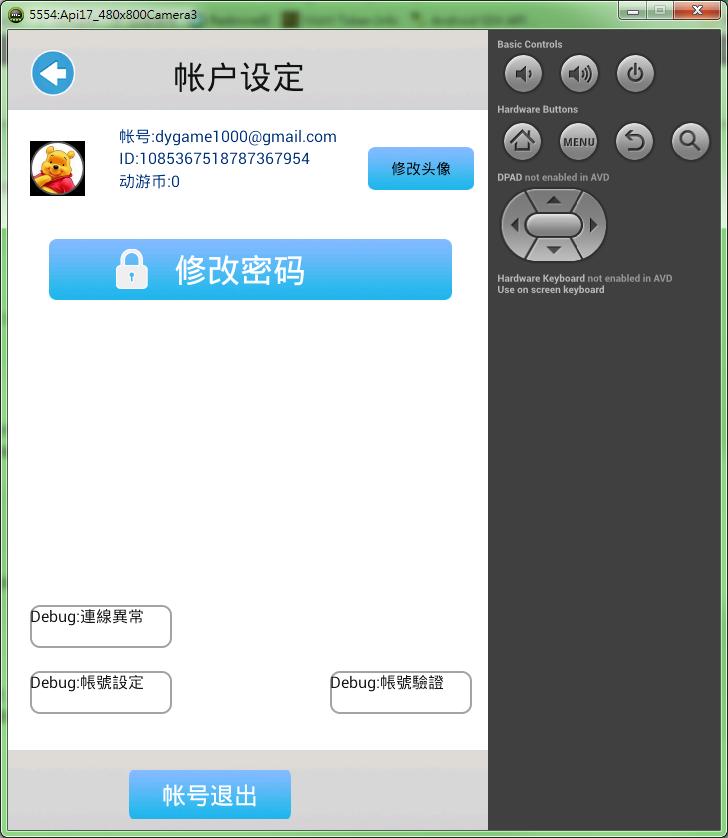 5554:Api17_480x800Camera3
帐户设定
帐号:dygame1000@gmail.com
ID:1085367518787367954
动游币:0
修改头像
修改密码
Debug:連線異常
Debug:帳號設定
Debug:帳號驗證
帐号退出
Basic Controls
Hardware Buttons
MENU
DPAD not enabled in AVD
Hardware Keyboard not enabled in AVD
Use on screen keyboard